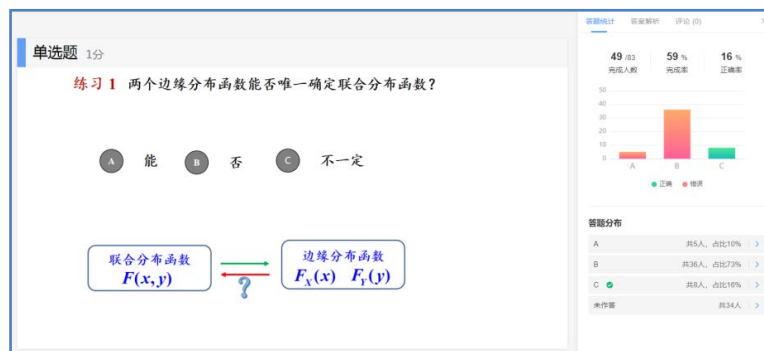 单选题 1分
练习1 两个边缘分布函数能否唯一确定联合分布函数？
A 能 B 否 C 不一定
联合分布函数
F(x,y)
边缘分布函数
F_X(x) F_Y(y)
?
答题统计 答案解析 评论 (0)
49 /83 59 % 16 %
完成人数 完成率 正确率
50
40
30
20
10
0
A B C
正确 错误
答题分布
A 共5人，占比10%
B 共36人，占比73%
C 共8人，占比16%
未作答 共34人